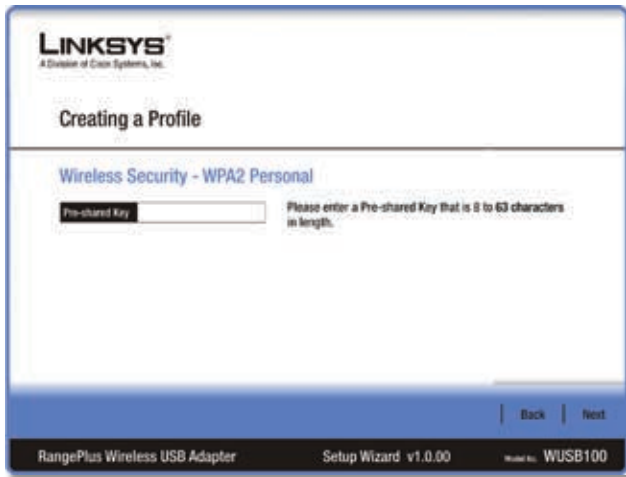 LINKSYS®
A Division of Cisco Systems, Inc.
Creating a Profile
Wireless Security - WPA2 Personal
Pre-shared Key
Please enter a Pre-shared Key that is 8 to 63 characters
in length.
Back
Next
RangePlus Wireless USB Adapter
Setup Wizard v1.0.00
Model No. WUSB100